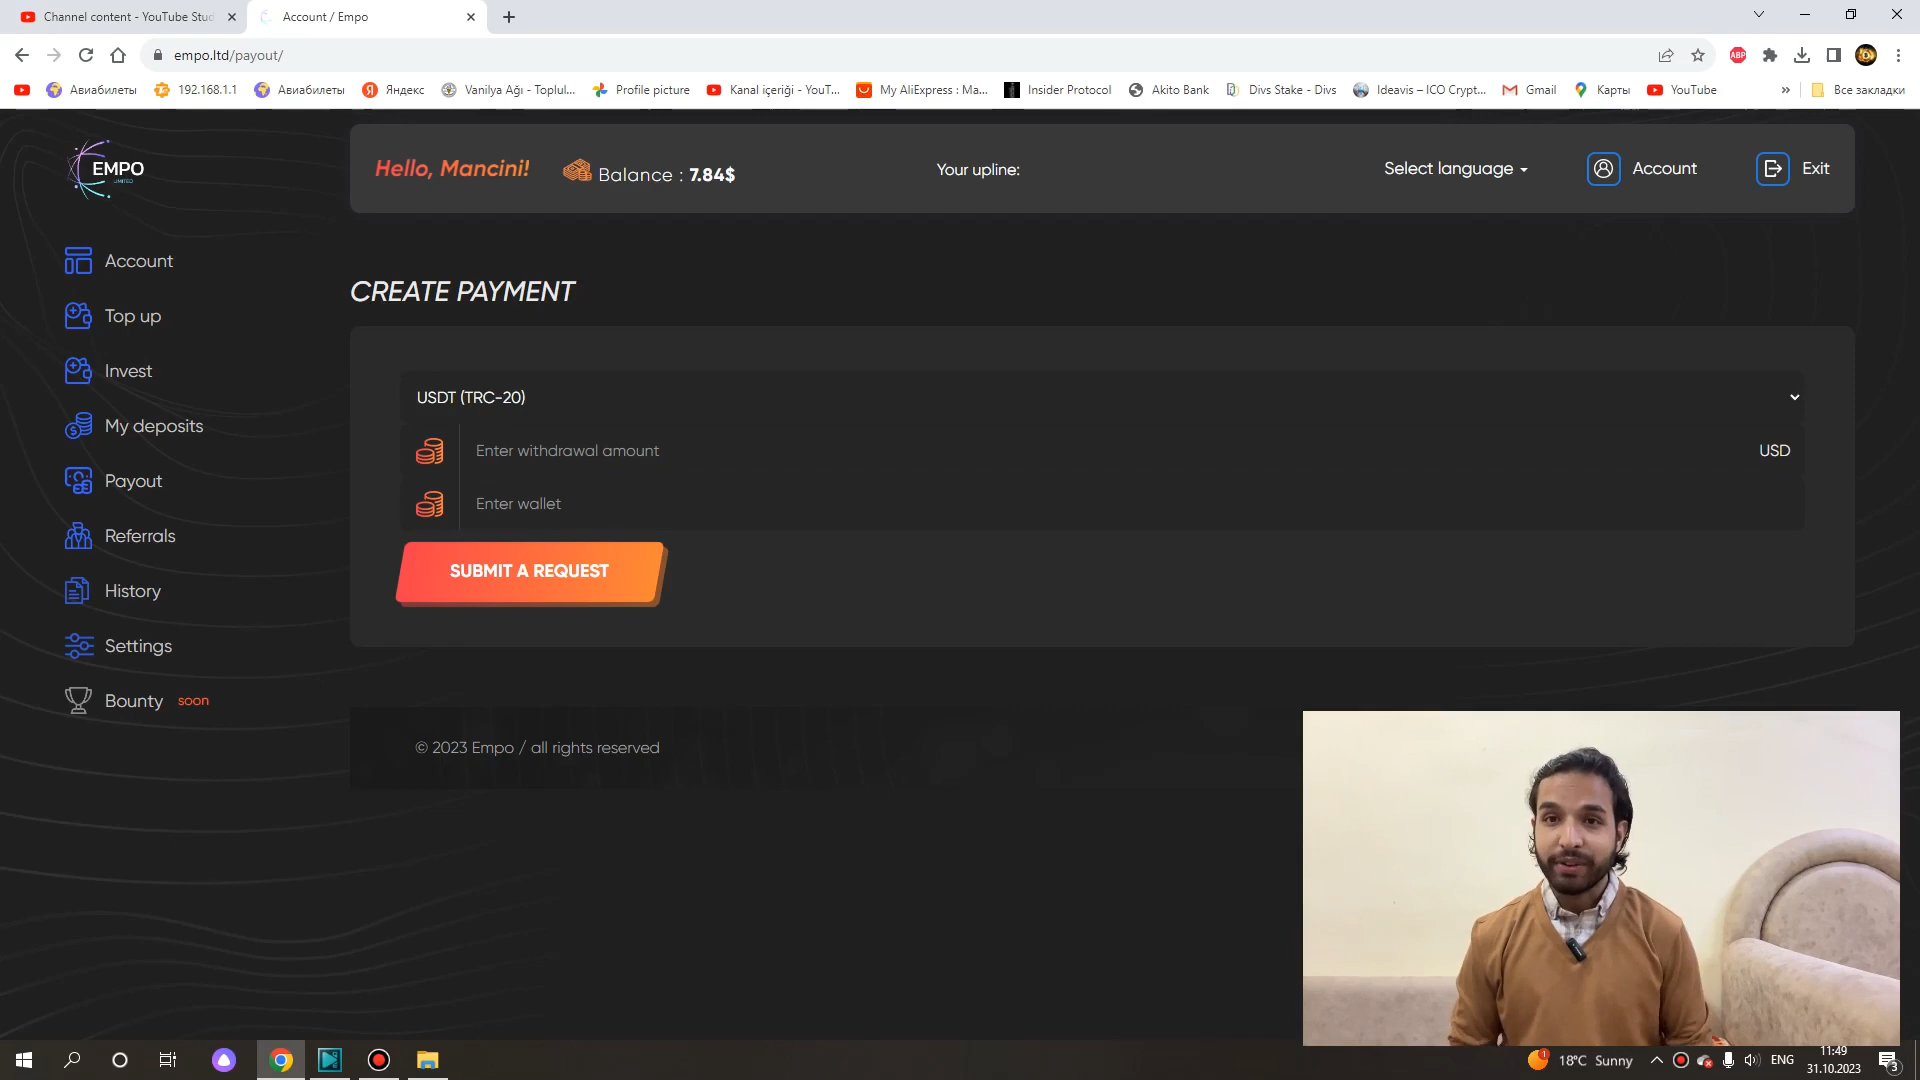 Channel content - YouTube Stud
Account / Empo
empo.ltd/payout/
ABP
Авиабилеты
192.168.1.1
Авиабилеты
Яндекс
Vanilya Ağı - Toplul...
Profile picture
Kanal içeriği - YouT...
My AliExpress : Ma...
Insider Protocol
Akito Bank
Divs Stake - Divs
Ideavis – ICO Crypt...
Gmail
Карты
YouTube
»
Все закладки
EMPO
LIMITED
Hello, Mancini!
Balance : 7.84$
Your upline:
Select language
Account
Exit
Account
Top up
Invest
My deposits
Payout
Referrals
History
Settings
Bounty soon
CREATE PAYMENT
USDT (TRC-20)
Enter withdrawal amount
USD
Enter wallet
SUBMIT A REQUEST
© 2023 Empo / all rights reserved
1
18°C Sunny
ENG
11:49
31.10.2023
3